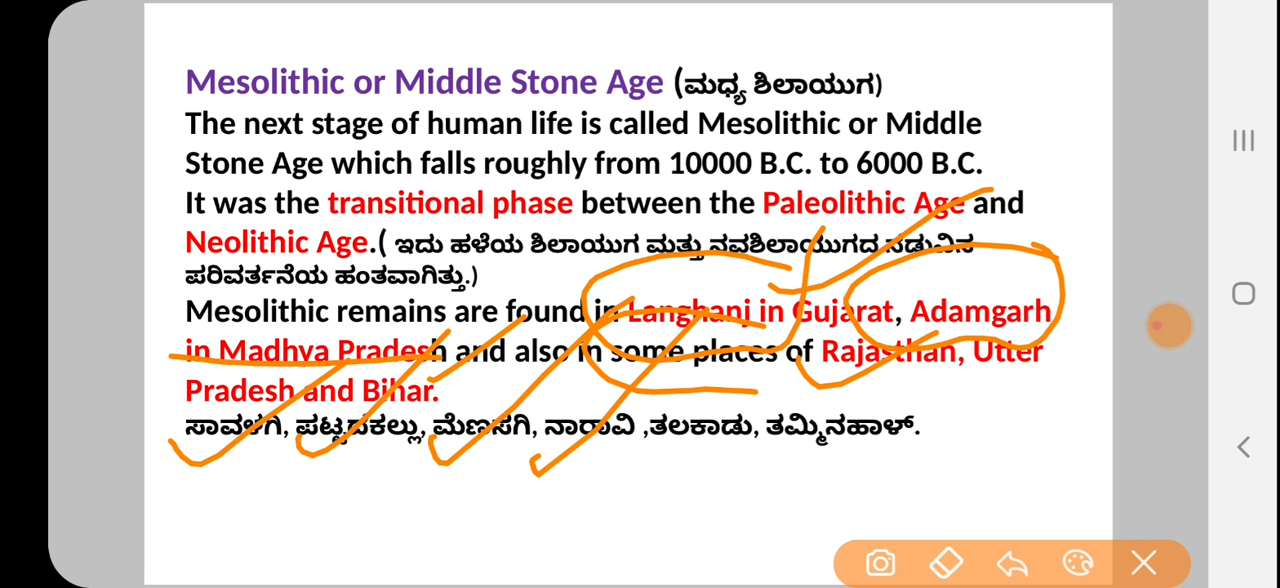 Mesolithic or Middle Stone Age (ಮಧ್ಯ ಶಿಲಾಯುಗ)
The next stage of human life is called Mesolithic or Middle
Stone Age which falls roughly from 10000 B.C. to 6000 B.C.
It was the transitional phase between the Paleolithic Age and
Neolithic Age.( ಇದು ಹಳೆಯ ಶಿಲಾಯುಗ ಮತ್ತು ನವಶಿಲಾಯುಗದ ನಡುವಿನ
ಪರಿವರ್ತನೆಯ ಹಂತವಾಗಿತ್ತು.)
Mesolithic remains are found in Langhanj in Gujarat, Adamgarh
in Madhya Pradesh and also in some places of Rajasthan, Utter
Pradesh and Bihar.
ಸಾವಳಗಿ, ಪಟ್ಟದಕಲ್ಲು, ಮೆಣಸಗಿ, ನಾರಾವಿ ,ತಲಕಾಡು, ತಮ್ಮಿನಹಾಳ್.